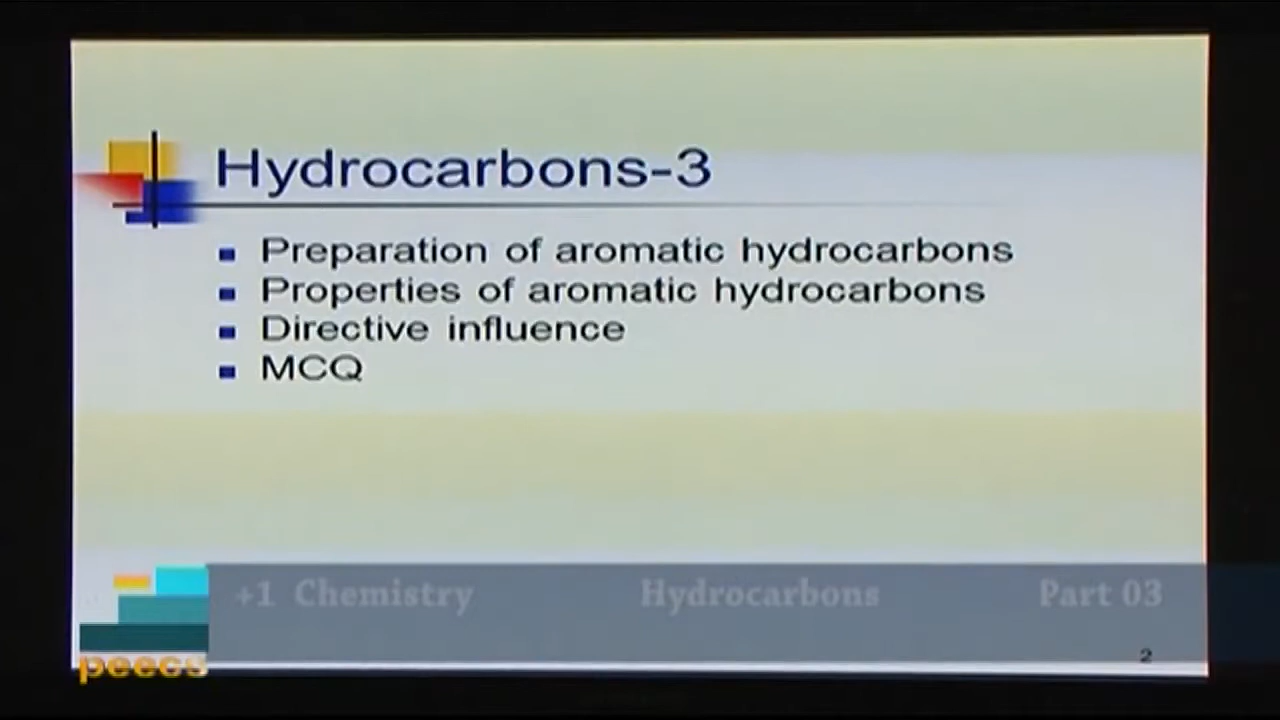 Hydrocarbons-3
Preparation of aromatic hydrocarbons
Properties of aromatic hydrocarbons
Directive influence
MCQ
+1 Chemistry Hydrocarbons Part 03
2
peecs